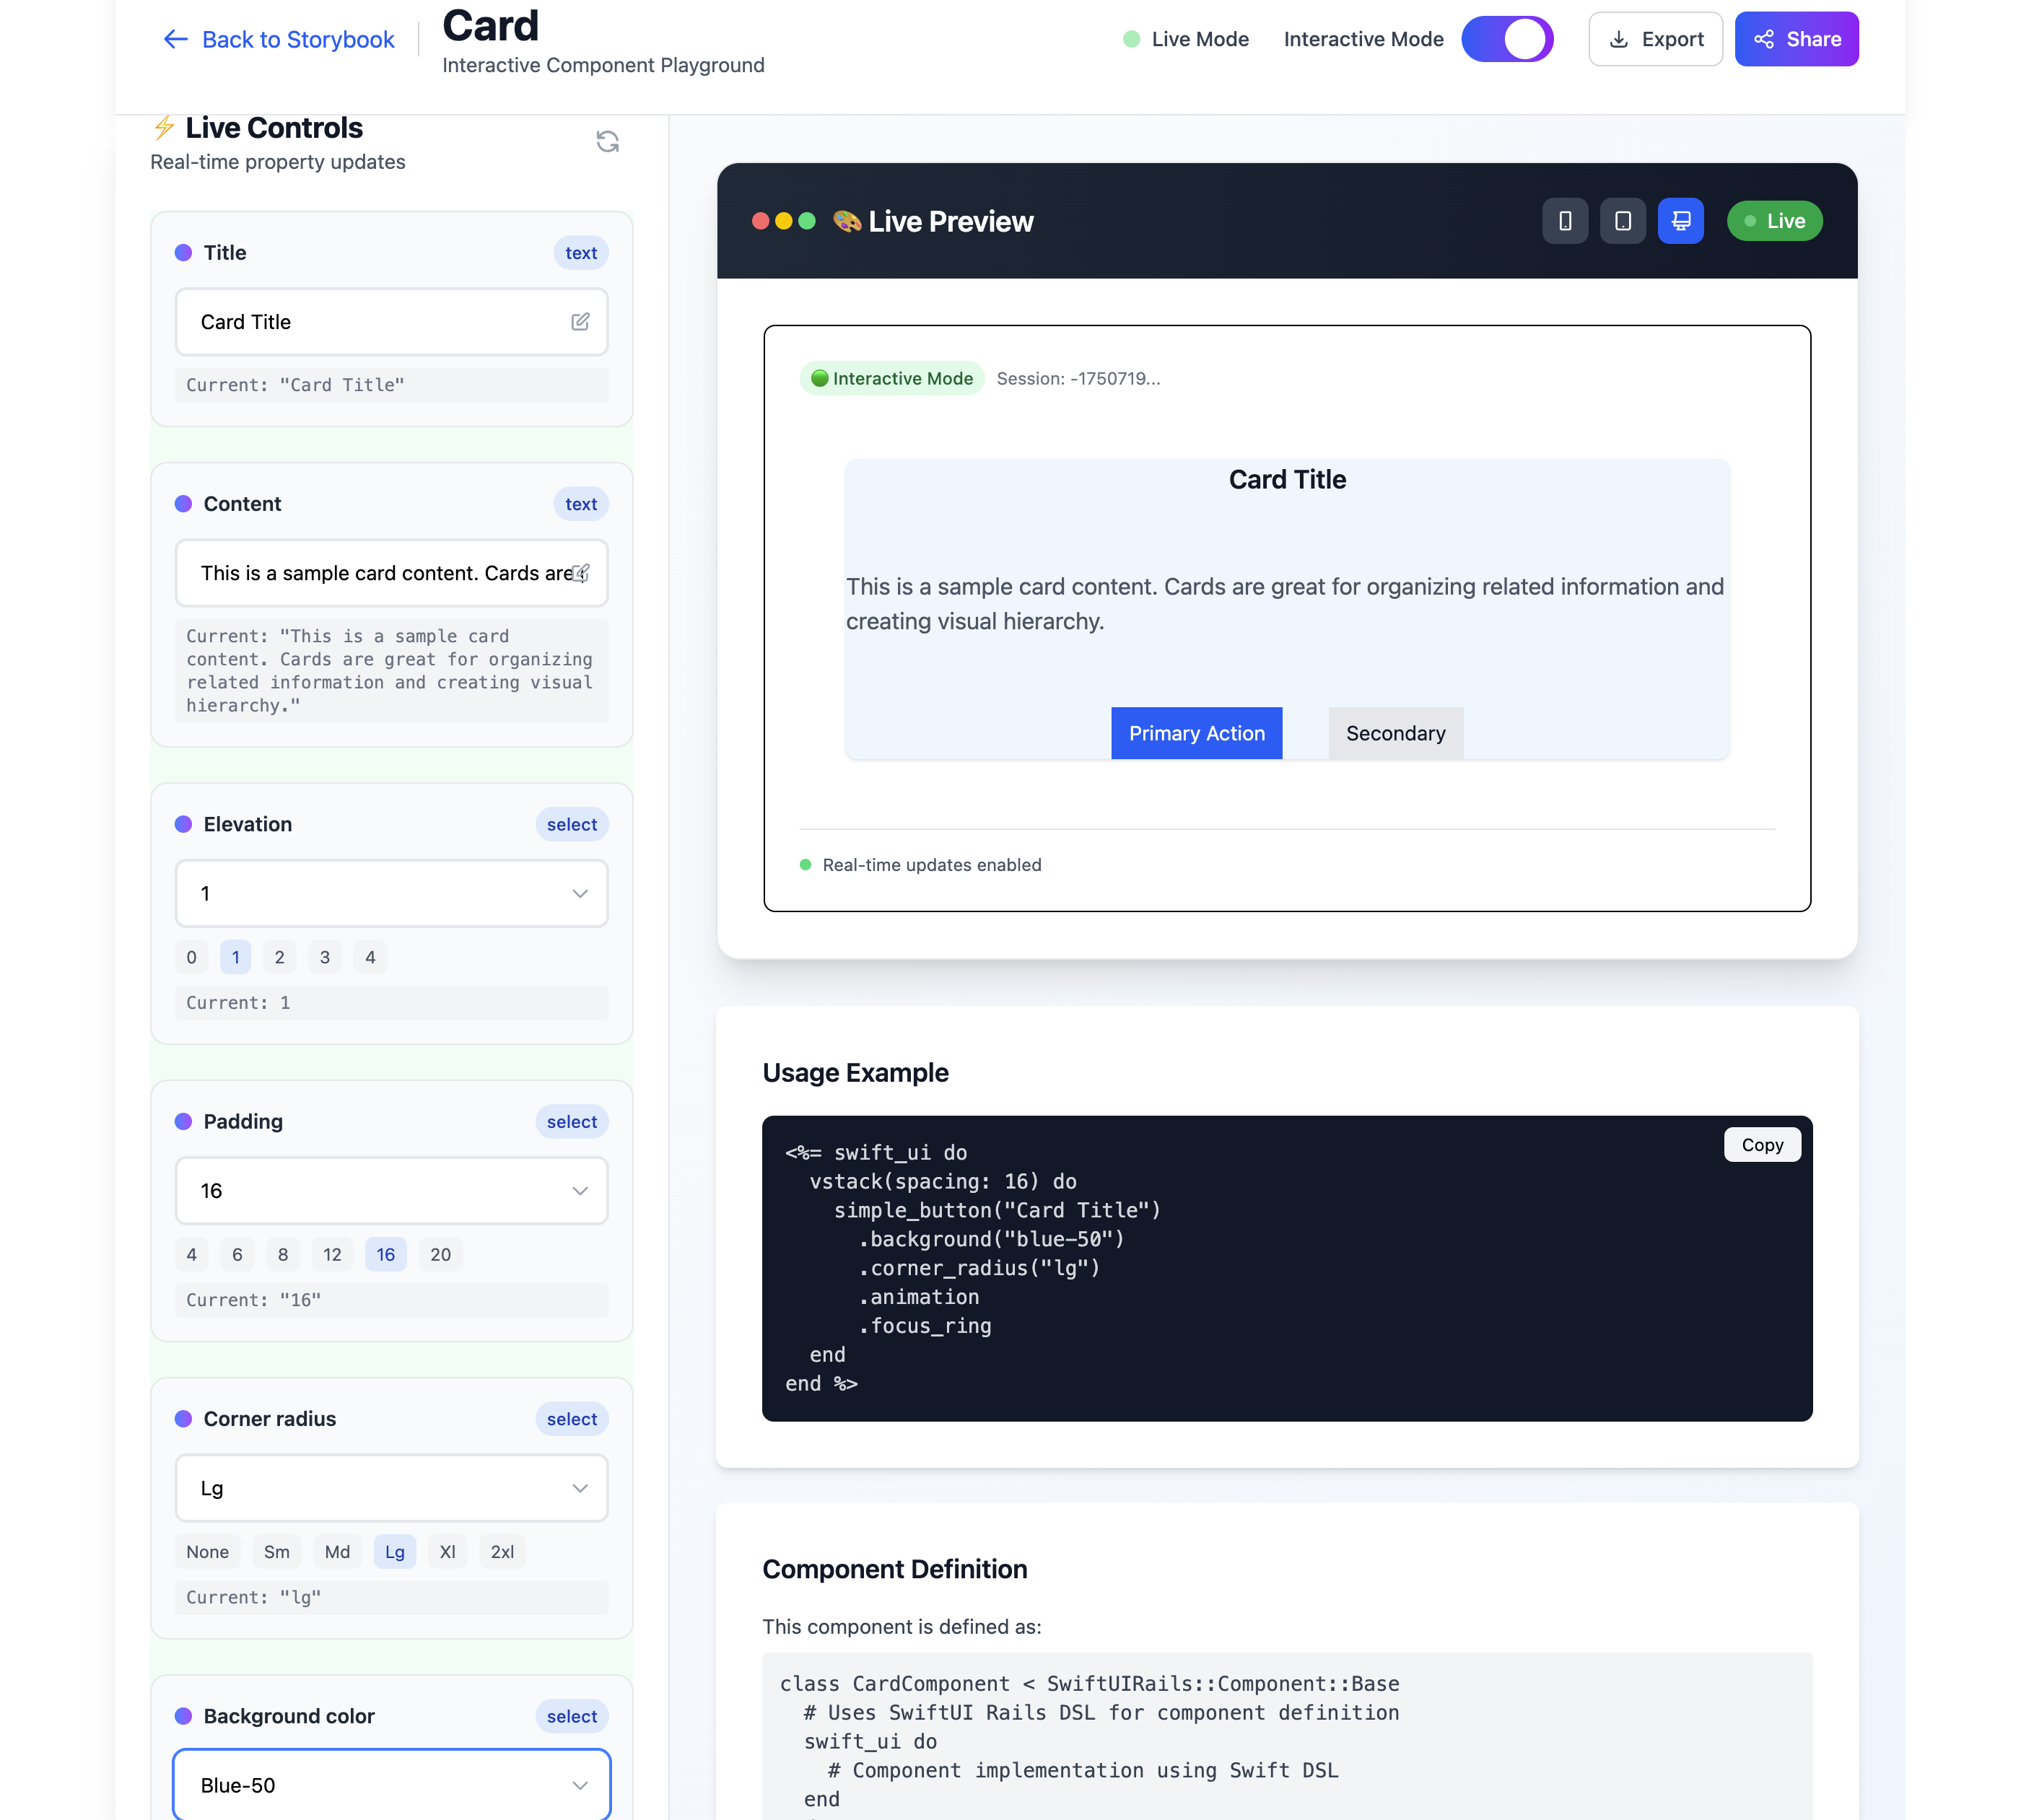 Back to Storybook
Card
Interactive Component Playground
Live Mode
Interactive Mode
Export
Share
⚡ Live Controls
Real-time property updates
Title
text
Card Title
Current: "Card Title"
Content
text
This is a sample card content. Cards are
Current: "This is a sample card
content. Cards are great for organizing
related information and creating visual
hierarchy."
Elevation
select
1
0 1 2 3 4
Current: 1
Padding
select
16
4 6 8 12 16 20
Current: "16"
Corner radius
select
Lg
None Sm Md Lg Xl 2xl
Current: "lg"
Background color
select
Blue-50
🎨 Live Preview
Live
Interactive Mode
Session: -1750719...
Card Title
This is a sample card content. Cards are great for organizing related information and
creating visual hierarchy.
Primary Action
Secondary
Real-time updates enabled
Usage Example
Copy
<%= swift_ui do
  vstack(spacing: 16) do
    simple_button("Card Title")
      .background("blue-50")
      .corner_radius("lg")
      .animation
      .focus_ring
  end
end %>
Component Definition
This component is defined as:
class CardComponent < SwiftUIRails::Component::Base
  # Uses SwiftUI Rails DSL for component definition
  swift_ui do
    # Component implementation using Swift DSL
  end